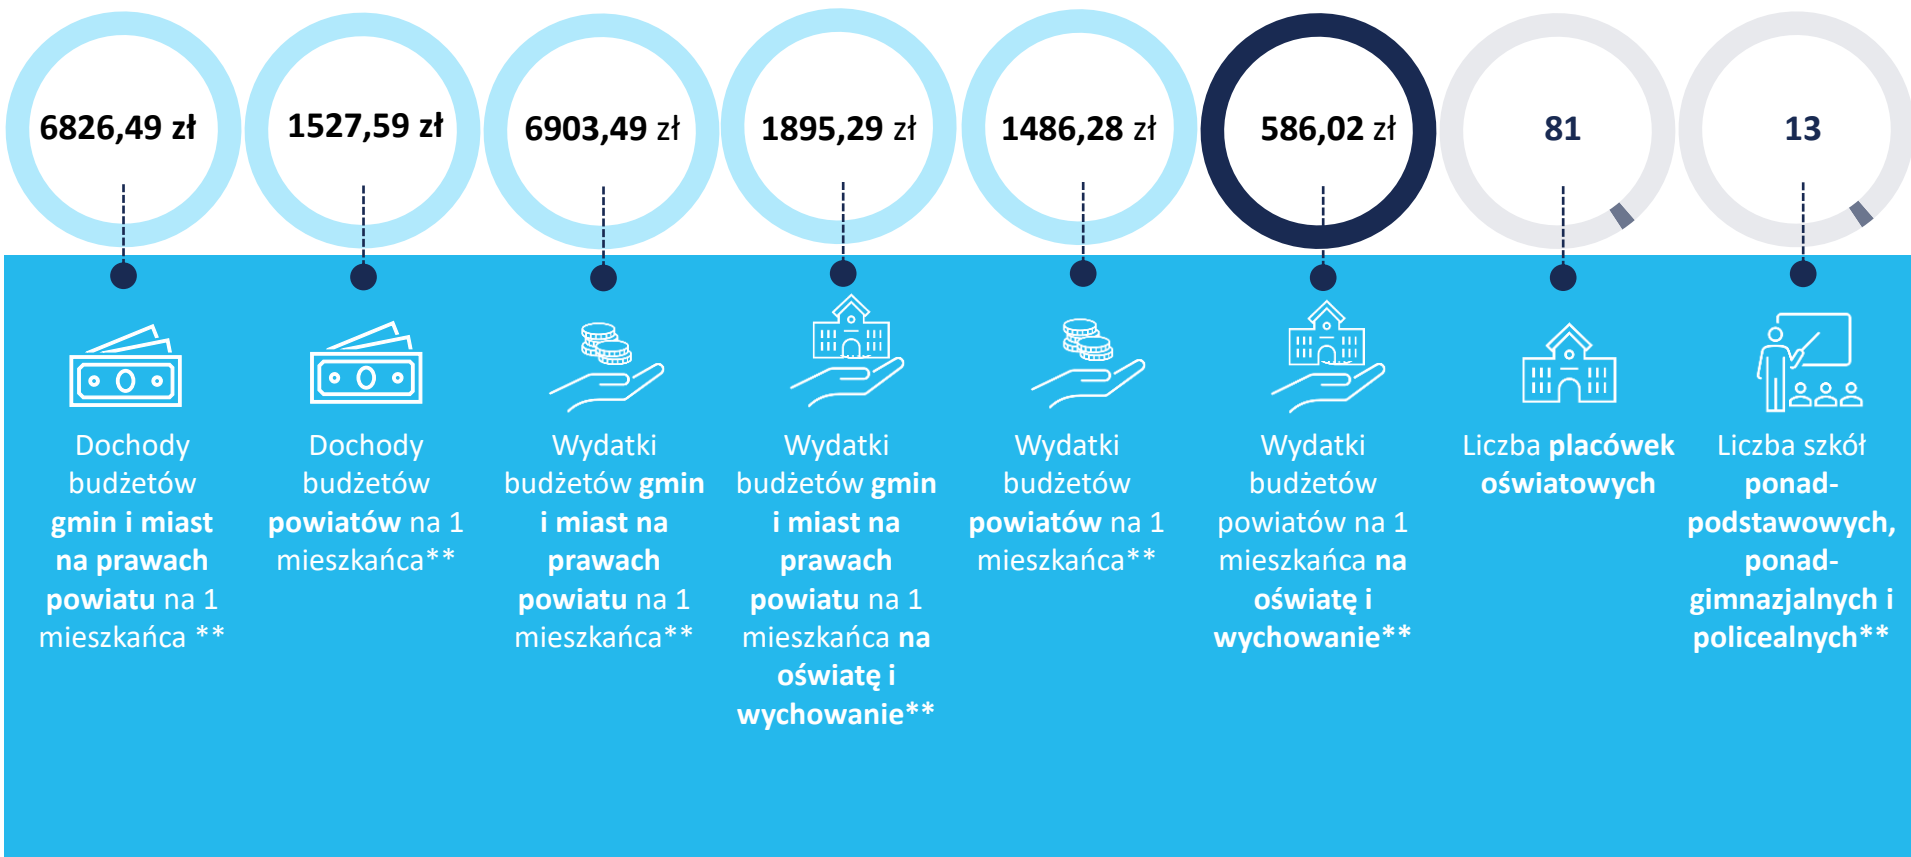 6826,49 zł
1527,59 zł
6903,49 zł
1895,29 zł
1486,28 zł
586,02 zł
81
13
Dochody
budżetów
gmin i miast
na prawach
powiatu na 1
mieszkańca **
Dochody
budżetów
powiatów na 1
mieszkańca**
Wydatki
budżetów gmin
i miast na
prawach
powiatu na 1
mieszkańca**
Wydatki
budżetów gmin
i miast na
prawach
powiatu na 1
mieszkańca na
oświatę i
wychowanie**
Wydatki
budżetów
powiatów na 1
mieszkańca**
Wydatki
budżetów
powiatów na 1
mieszkańca na
oświatę i
wychowanie**
Liczba placówek
oświatowych
Liczba szkół
ponad-
podstawowych,
ponad-
gimnazjalnych i
policealnych**